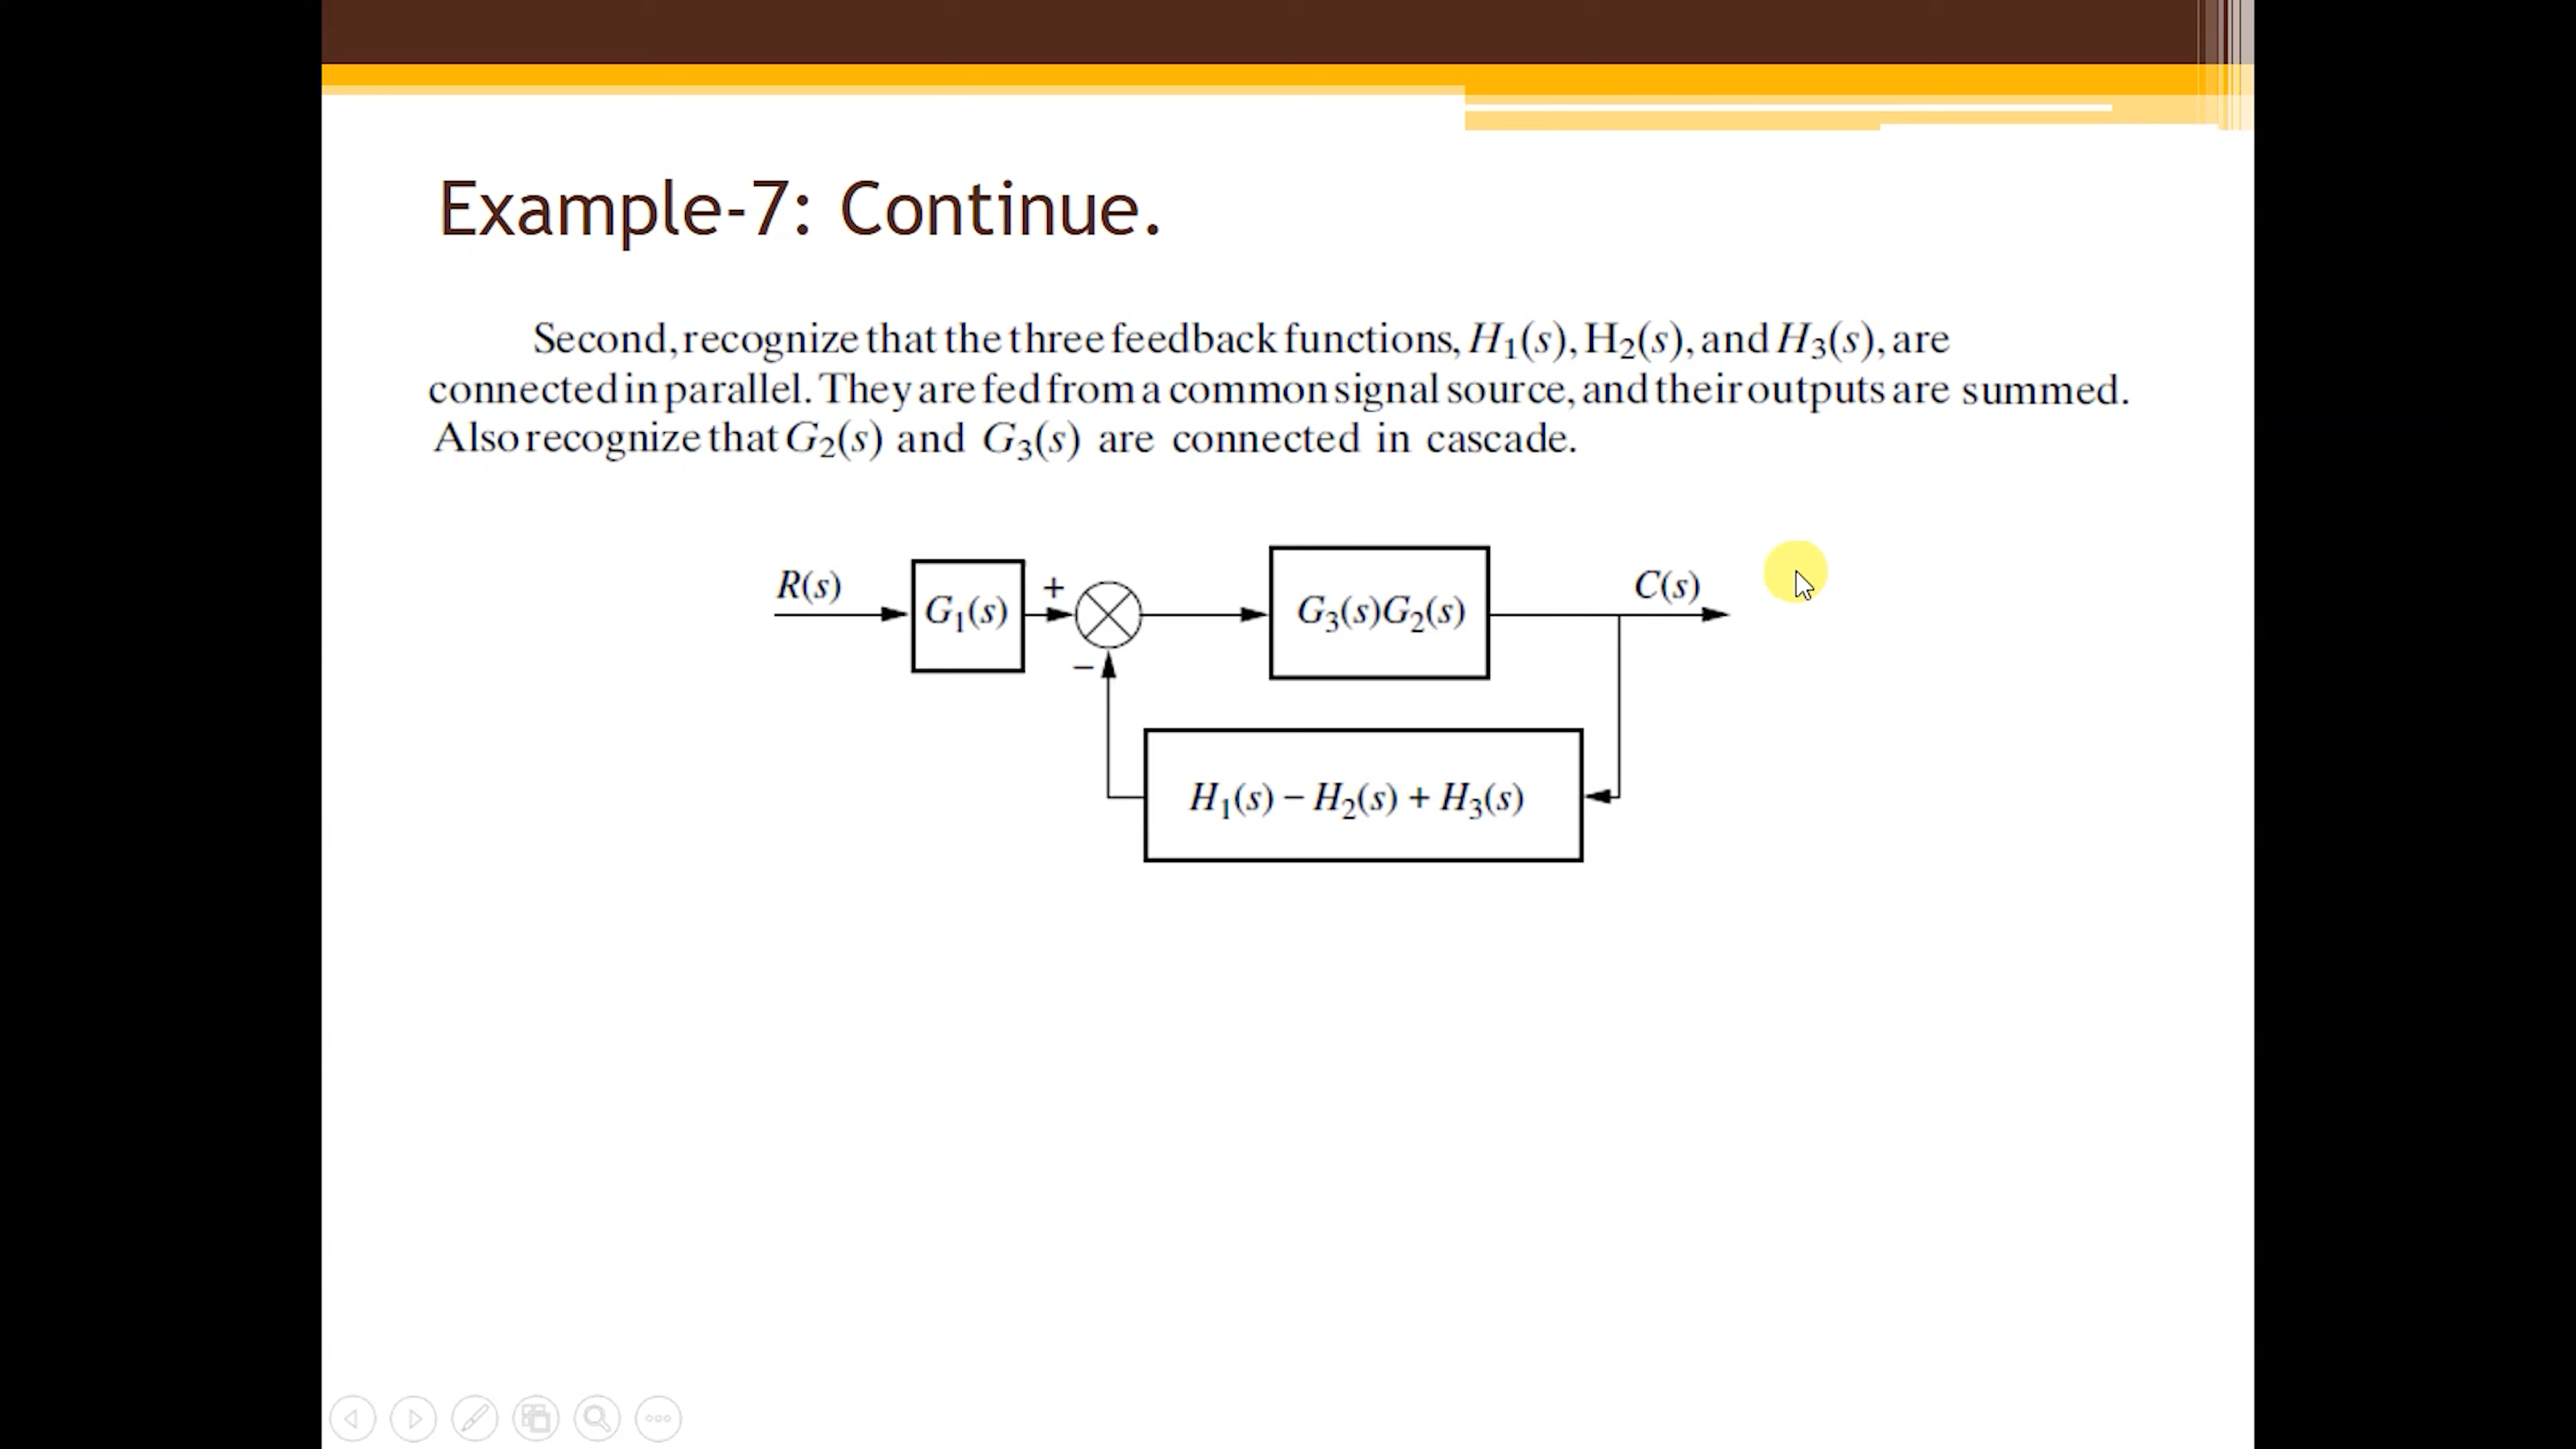 Example-7: Continue.
Second, recognize that the three feedback functions, H₁(s), H₂(s), and H₃(s), are
connected in parallel. They are fed from a common signal source, and their outputs are summed.
Also recognize that G₂(s) and G₃(s) are connected in cascade.
R(s)
G₁(s)
+
−
G₃(s)G₂(s)
C(s)
H₁(s) − H₂(s) + H₃(s)